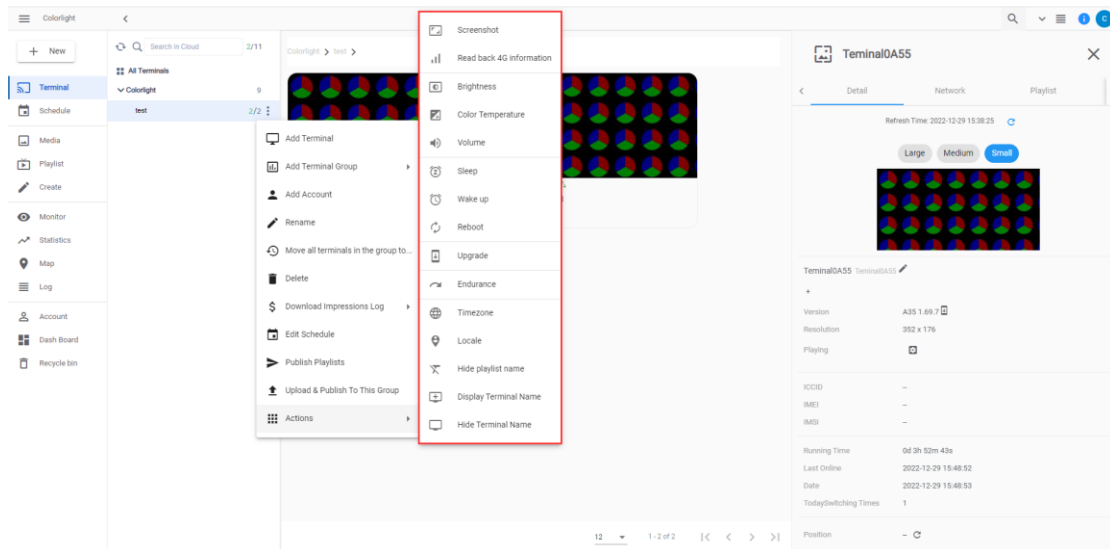 Colorlight
New
Terminal
Schedule
Media
Playlist
Create
Monitor
Statistics
Map
Log
Account
Dash Board
Recycle bin
Search in Cloud 2/11
All Terminals
Colorlight 0
test 2/2
Colorlight > test >
Add Terminal
Add Terminal Group
Add Account
Rename
Move all terminals in the group to...
Delete
Download Impressions Log
Edit Schedule
Publish Playlists
Upload & Publish To This Group
Actions
Screenshot
Read back 4G information
Brightness
Color Temperature
Volume
Sleep
Wake up
Reboot
Upgrade
Endurance
Timezone
Locale
Hide playlist name
Display Terminal Name
Hide Terminal Name
12 1 - 2 of 2
C
Teminal0A55
Detail Network Playlist
Refresh Time: 2022-12-29 15:38:25
Large Medium Small
Teminal0A55 Teminal0A55
+
Version A35 1.69.7
Resolution 352 x 176
Playing
ICCID –
IMEI –
IMSI –
Running Time 0d 3h 52m 43s
Last Online 2022-12-29 15:48:52
Date 2022-12-29 15:48:53
TodaySwitching Times 1
Position –